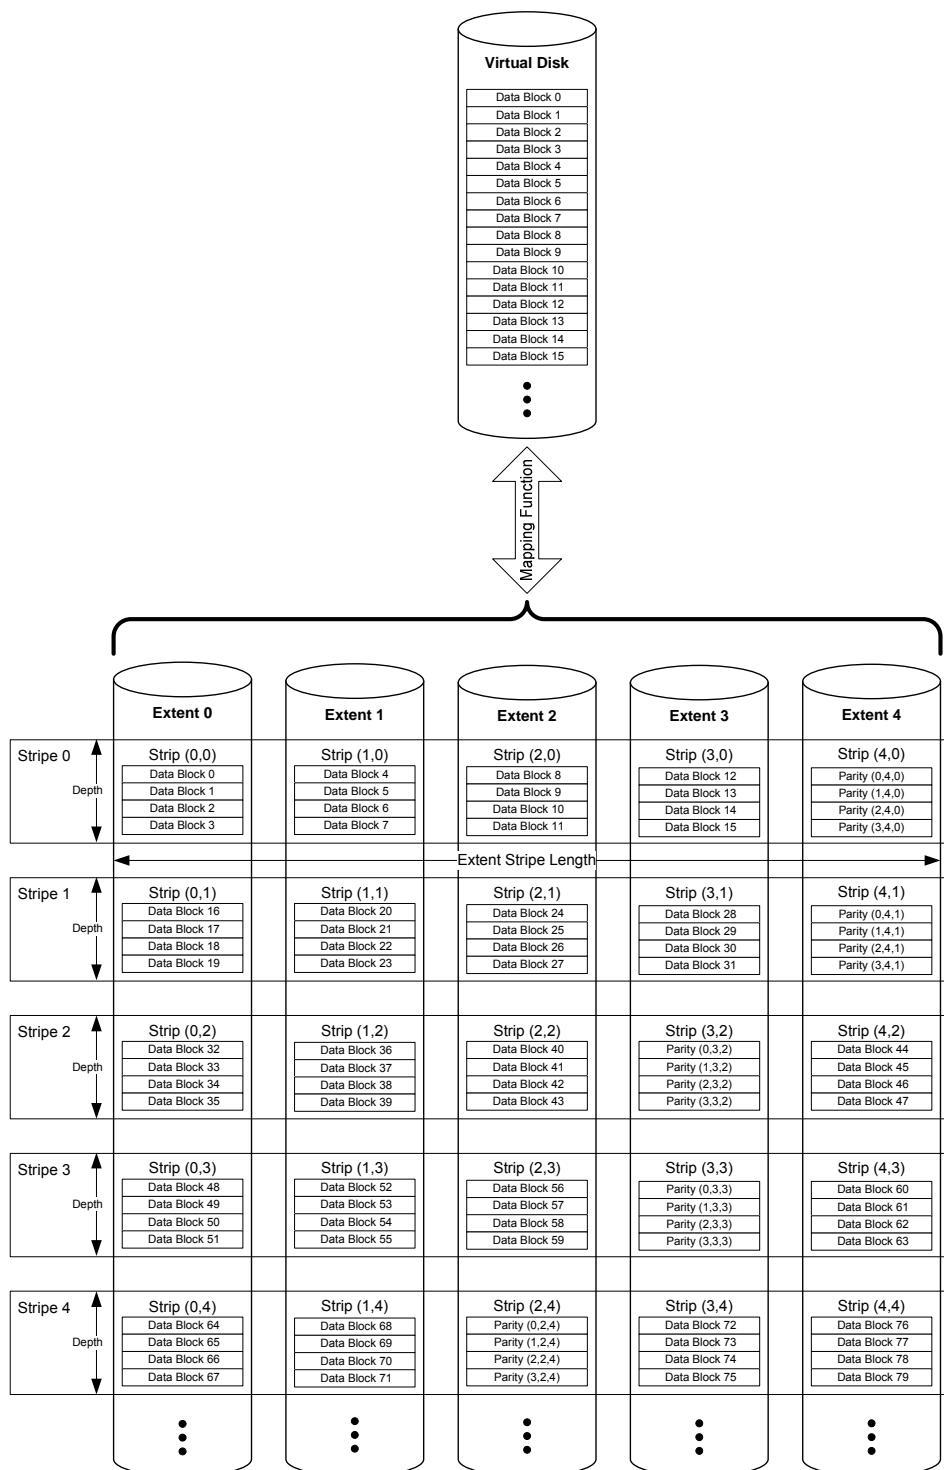 Virtual Disk
Data Block 0
Data Block 1
Data Block 2
Data Block 3
Data Block 4
Data Block 5
Data Block 6
Data Block 7
Data Block 8
Data Block 9
Data Block 10
Data Block 11
Data Block 12
Data Block 13
Data Block 14
Data Block 15
Mapping Function
Extent 0
Extent 1
Extent 2
Extent 3
Extent 4
Stripe 0
Depth
Strip (0,0)
Data Block 0
Data Block 1
Data Block 2
Data Block 3
Strip (1,0)
Data Block 4
Data Block 5
Data Block 6
Data Block 7
Strip (2,0)
Data Block 8
Data Block 9
Data Block 10
Data Block 11
Strip (3,0)
Data Block 12
Data Block 13
Data Block 14
Data Block 15
Strip (4,0)
Parity (0,4,0)
Parity (1,4,0)
Parity (2,4,0)
Parity (3,4,0)
Extent Stripe Length
Stripe 1
Depth
Strip (0,1)
Data Block 16
Data Block 17
Data Block 18
Data Block 19
Strip (1,1)
Data Block 20
Data Block 21
Data Block 22
Data Block 23
Strip (2,1)
Data Block 24
Data Block 25
Data Block 26
Data Block 27
Strip (3,1)
Data Block 28
Data Block 29
Data Block 30
Data Block 31
Strip (4,1)
Parity (0,4,1)
Parity (1,4,1)
Parity (2,4,1)
Parity (3,4,1)
Stripe 2
Depth
Strip (0,2)
Data Block 32
Data Block 33
Data Block 34
Data Block 35
Strip (1,2)
Data Block 36
Data Block 37
Data Block 38
Data Block 39
Strip (2,2)
Data Block 40
Data Block 41
Data Block 42
Data Block 43
Strip (3,2)
Parity (0,3,2)
Parity (1,3,2)
Parity (2,3,2)
Parity (3,3,2)
Strip (4,2)
Data Block 44
Data Block 45
Data Block 46
Data Block 47
Stripe 3
Depth
Strip (0,3)
Data Block 48
Data Block 49
Data Block 50
Data Block 51
Strip (1,3)
Data Block 52
Data Block 53
Data Block 54
Data Block 55
Strip (2,3)
Data Block 56
Data Block 57
Data Block 58
Data Block 59
Strip (3,3)
Parity (0,3,3)
Parity (1,3,3)
Parity (2,3,3)
Parity (3,3,3)
Strip (4,3)
Data Block 60
Data Block 61
Data Block 62
Data Block 63
Stripe 4
Depth
Strip (0,4)
Data Block 64
Data Block 65
Data Block 66
Data Block 67
Strip (1,4)
Data Block 68
Data Block 69
Data Block 70
Data Block 71
Strip (2,4)
Parity (0,2,4)
Parity (1,2,4)
Parity (2,2,4)
Parity (3,2,4)
Strip (3,4)
Data Block 72
Data Block 73
Data Block 74
Data Block 75
Strip (4,4)
Data Block 76
Data Block 77
Data Block 78
Data Block 79